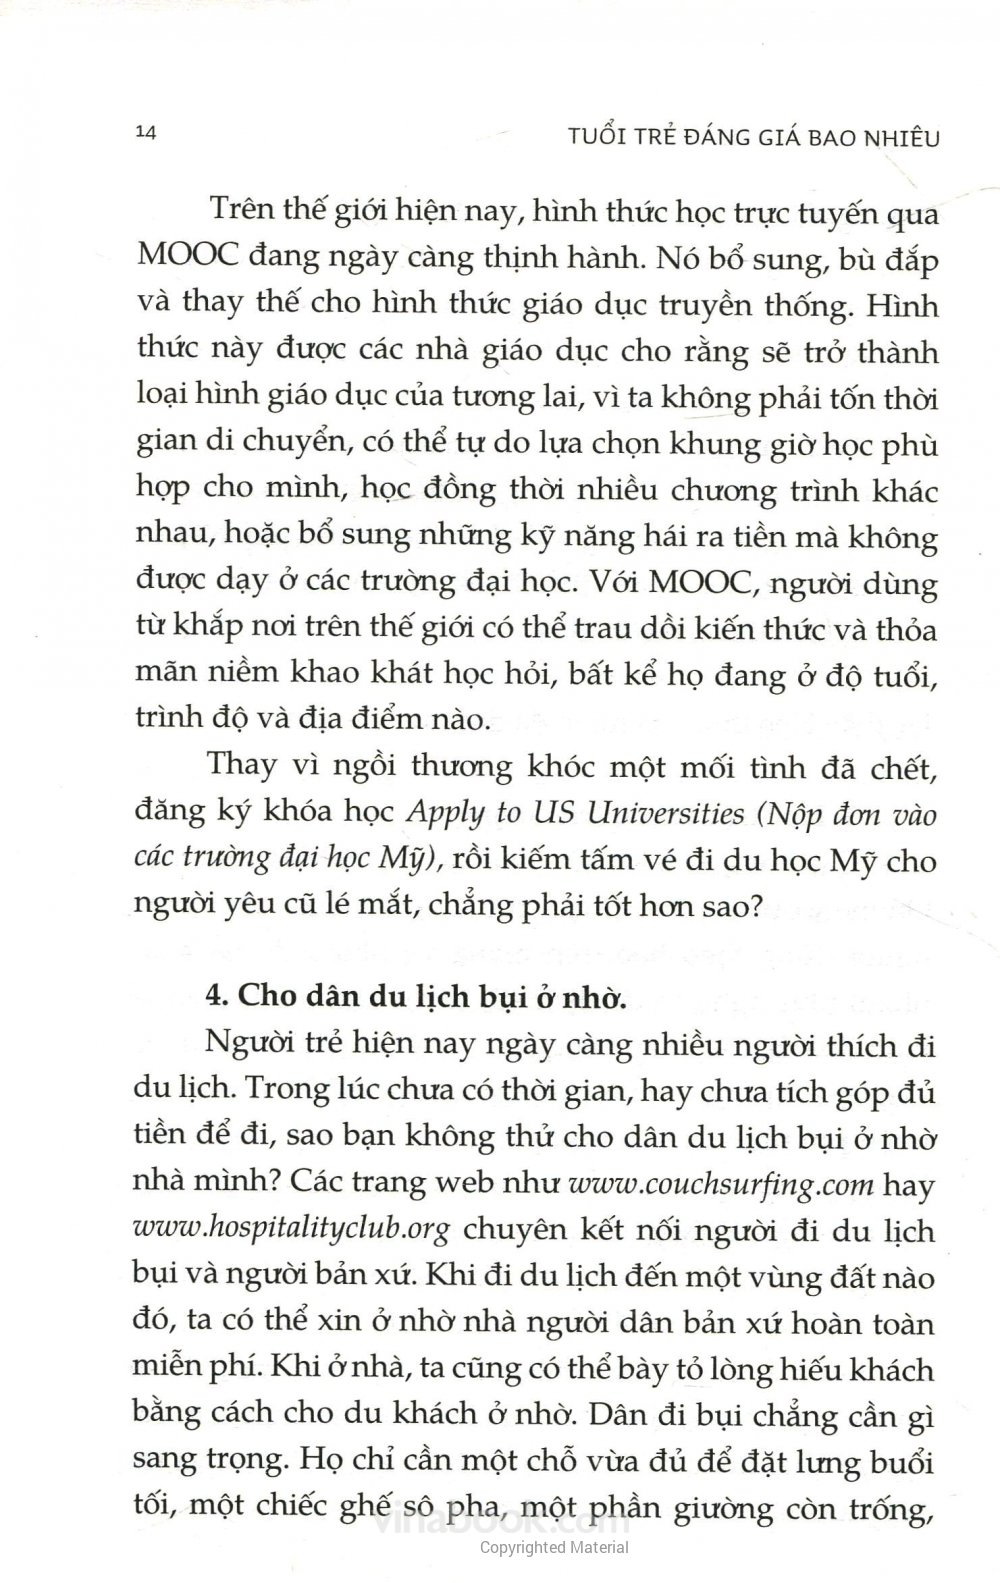 14
TUỔI TRẺ ĐÁNG GIÁ BAO NHIÊU
Trên thế giới hiện nay, hình thức học trực tuyến qua
MOOC đang ngày càng thịnh hành. Nó bổ sung, bù đắp
và thay thế cho hình thức giáo dục truyền thống. Hình
thức này được các nhà giáo dục cho rằng sẽ trở thành
loại hình giáo dục của tương lai, vì ta không phải tốn thời
gian di chuyển, có thể tự do lựa chọn khung giờ học phù
hợp cho mình, học đồng thời nhiều chương trình khác
nhau, hoặc bổ sung những kỹ năng hái ra tiền mà không
được dạy ở các trường đại học. Với MOOC, người dùng
từ khắp nơi trên thế giới có thể trau dồi kiến thức và thỏa
mãn niềm khao khát học hỏi, bất kể họ đang ở độ tuổi,
trình độ và địa điểm nào.
Thay vì ngồi thương khóc một mối tình đã chết,
đăng ký khóa học Apply to US Universities (Nộp đơn vào
các trường đại học Mỹ), rồi kiếm tấm vé đi du học Mỹ cho
người yêu cũ lé mắt, chẳng phải tốt hơn sao?
4. Cho dân du lịch bụi ở nhờ.
Người trẻ hiện nay ngày càng nhiều người thích đi
du lịch. Trong lúc chưa có thời gian, hay chưa tích góp đủ
tiền để đi, sao bạn không thử cho dân du lịch bụi ở nhờ
nhà mình? Các trang web như www.couchsurfing.com hay
www.hospitalityclub.org chuyên kết nối người đi du lịch
bụi và người bản xứ. Khi đi du lịch đến một vùng đất nào
đó, ta có thể xin ở nhờ nhà người dân bản xứ hoàn toàn
miễn phí. Khi ở nhà, ta cũng có thể bày tỏ lòng hiếu khách
bằng cách cho du khách ở nhờ. Dân đi bụi chẳng cần gì
sang trọng. Họ chỉ cần một chỗ vừa đủ để đặt lưng buổi
tối, một chiếc ghế sô pha, một phần giường còn trống,
vinabook.com
Copyrighted Material